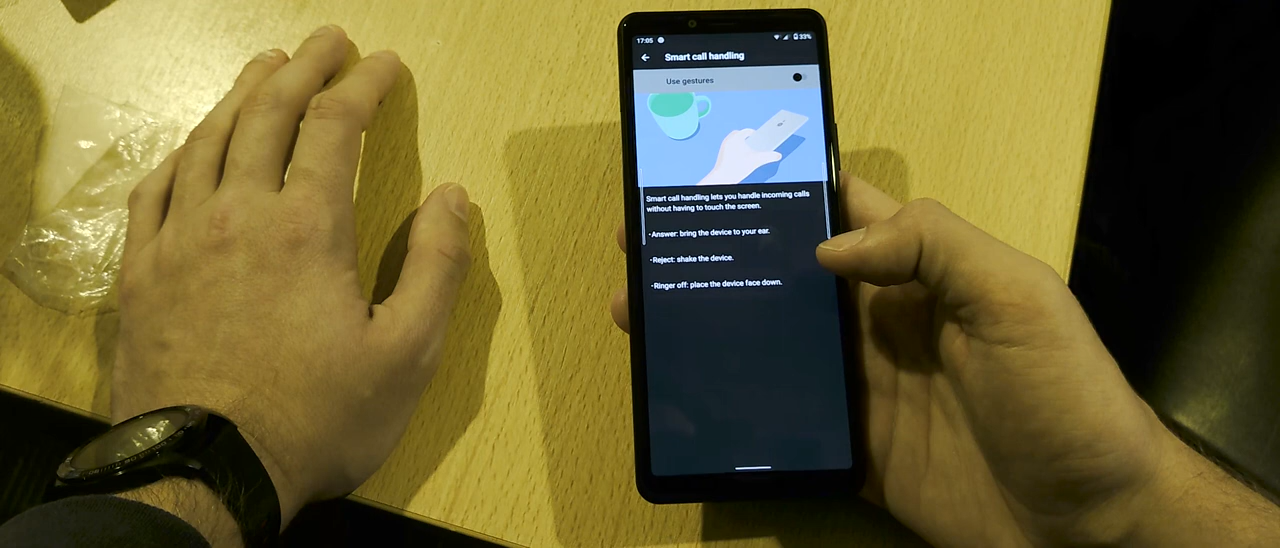 17:05
33%
Smart call handling
Use gestures
Smart call handling lets you handle incoming calls
without having to touch the screen.
-Answer: bring the device to your ear.
-Reject: shake the device.
-Ringer off: place the device face down.